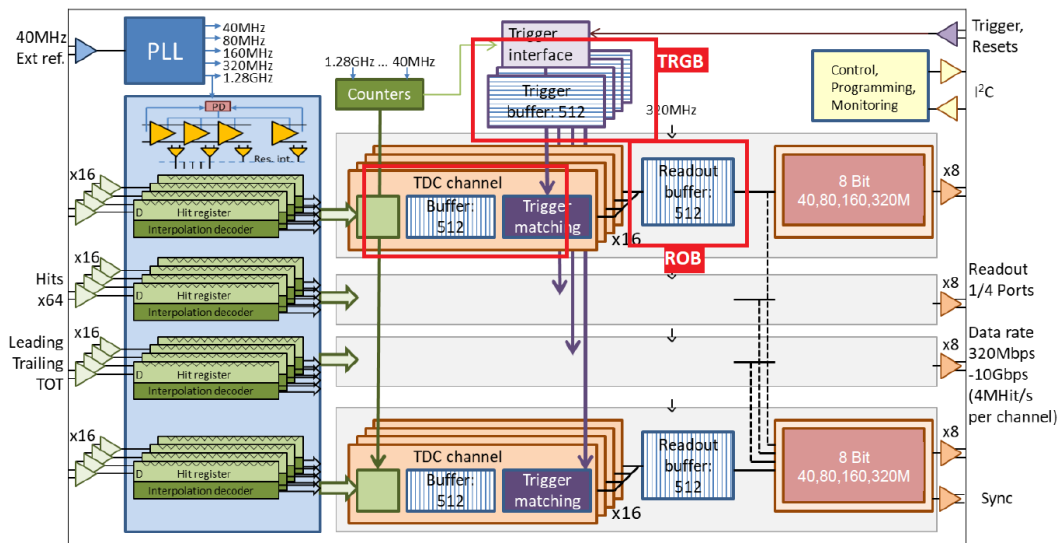 40MHz
Ext ref.
PLL
40MHz
80MHz
160MHz
320MHz
1.28GHz
1.28GHz ... 40MHz
Counters
Trigger
interface
TRGB
Trigger
buffer: 512
320MHz
Trigger,
Resets
Control,
Programming,
Monitoring
I²C
PD
Res. int.
x16
D
Hit register
Interpolation decoder
TDC channel
Buffer:
512
Trigger
matching
x16
Readout
buffer:
512
ROB
8 Bit
40,80,160,320M
x8
Hits
x64
x16
D
Hit register
Interpolation decoder
x8
Readout
1/4 Ports
Leading
Trailing
TOT
x16
D
Hit register
Interpolation decoder
x8
Data rate
320Mbps
-10Gbps
(4MHit/s
per channel)
x16
D
Hit register
Interpolation decoder
TDC channel
Buffer:
512
Trigger
matching
x16
Readout
buffer:
512
8 Bit
40,80,160,320M
x8
Sync